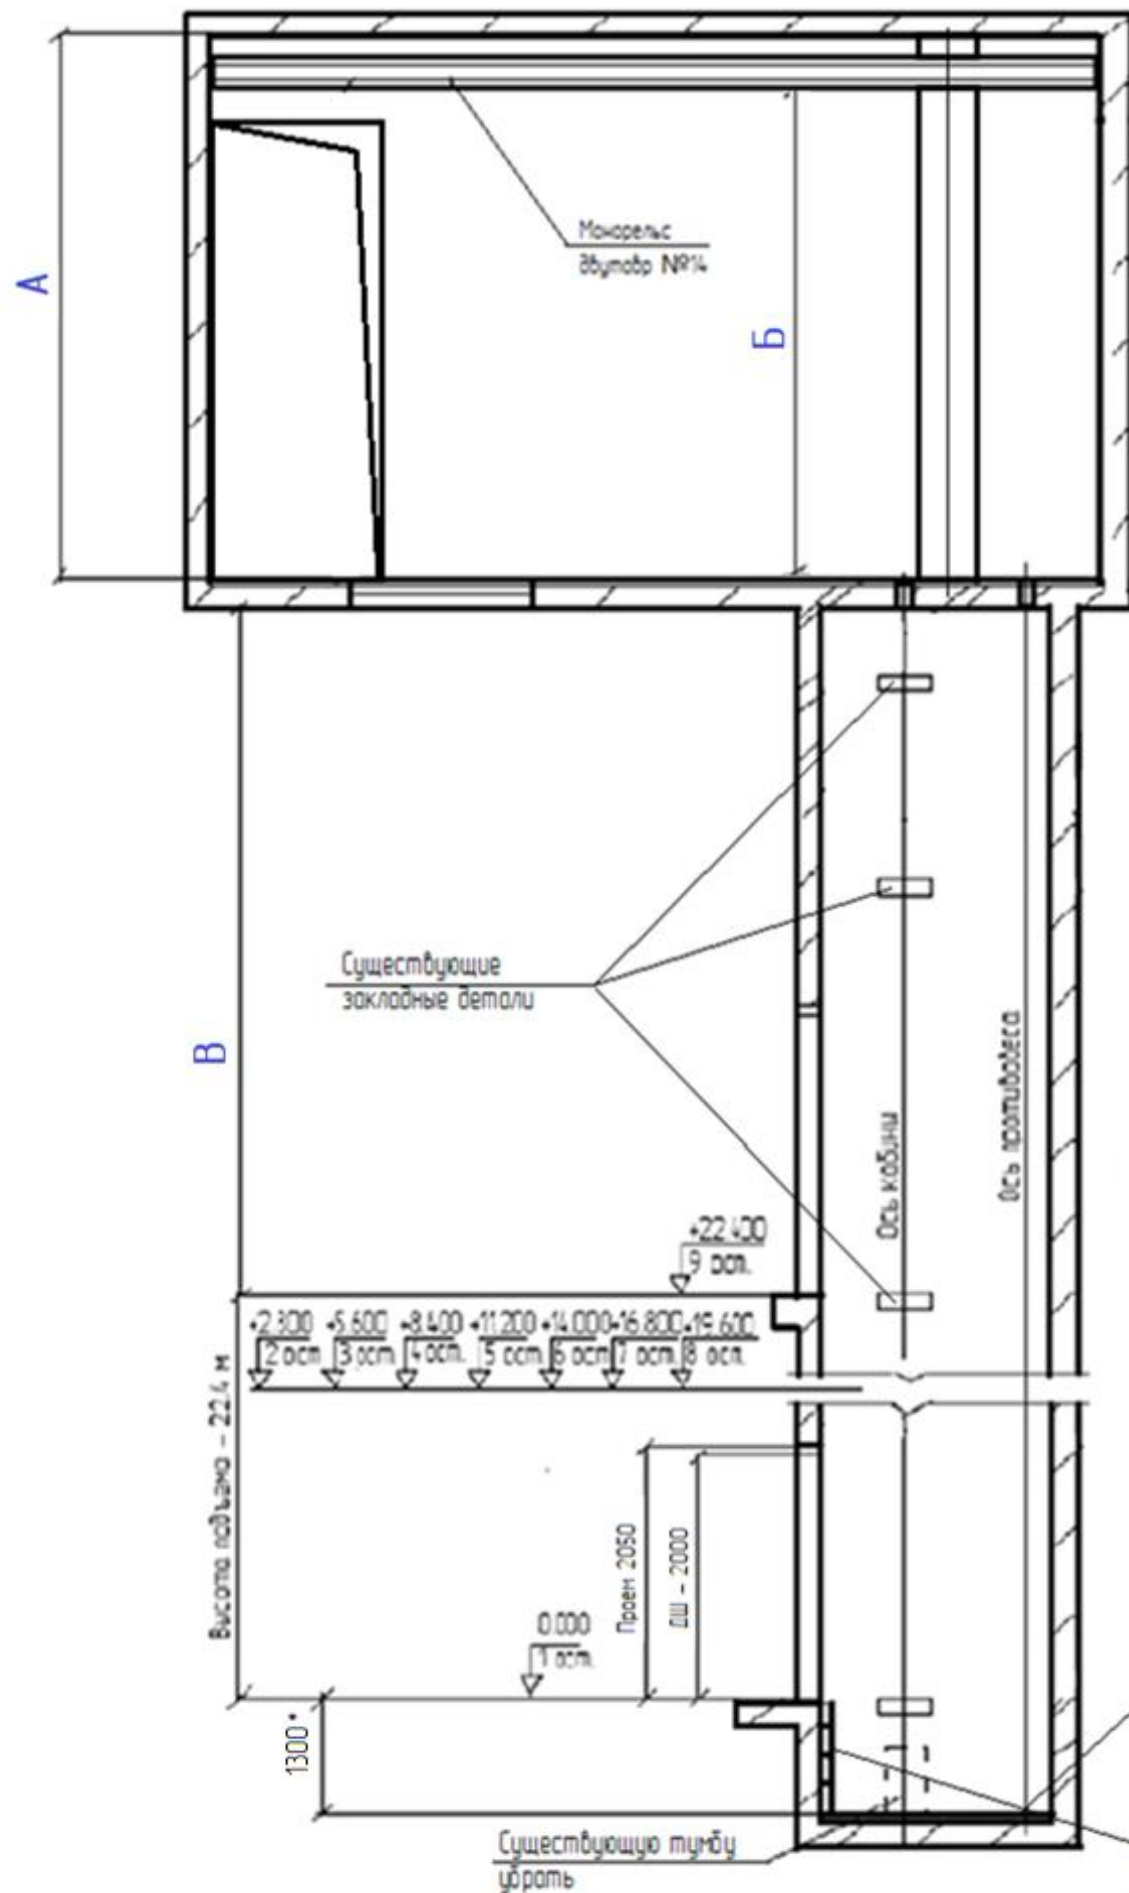 Монорельс
двутавр №14
А
Б
Существующие
закладные детали
В
Ось кабины
Ось противовеса
+22.400
9 ост.
+2.300 +5.600 +8.400 +11.200 +14.000 +16.800 +19.600
2 ост. 3 ост. 4 ост. 5 ост. 6 ост. 7 ост. 8 ост.
Высота подъема - 22.4 м
Проем 2050
ДШ - 2000
0.000
1 ост.
1300 *
Существующую тумбу
убрать